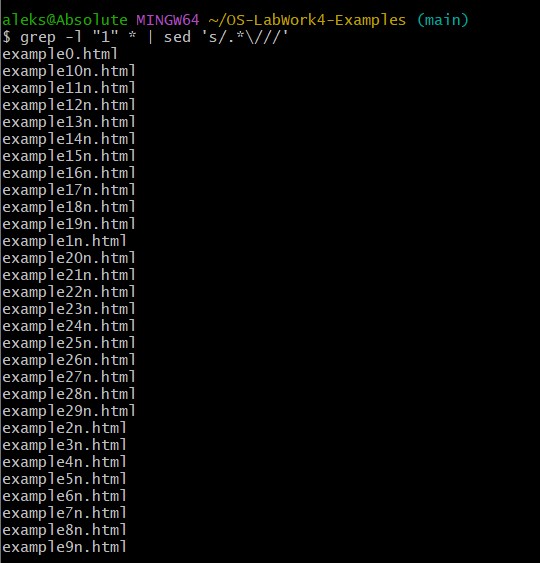 aleks@Absolute MINGW64 ~/OS-LabWork4-Examples (main)
$ grep -l "1" * | sed 's/.*\///'
example0.html
example10n.html
example11n.html
example12n.html
example13n.html
example14n.html
example15n.html
example16n.html
example17n.html
example18n.html
example19n.html
example1n.html
example20n.html
example21n.html
example22n.html
example23n.html
example24n.html
example25n.html
example26n.html
example27n.html
example28n.html
example29n.html
example2n.html
example3n.html
example4n.html
example5n.html
example6n.html
example7n.html
example8n.html
example9n.html